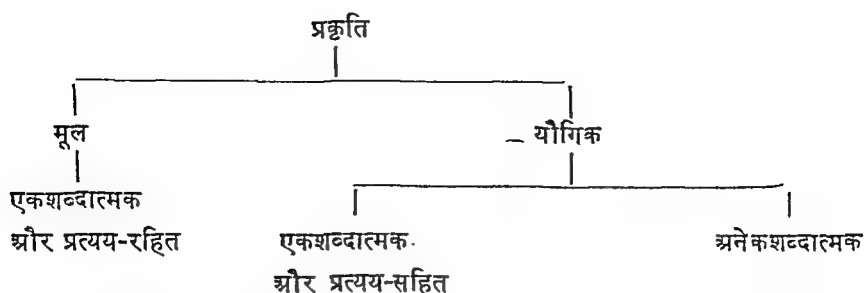 प्रकृति
मूल
यौगिक
एकशब्दात्मक
और प्रत्यय-रहित
एकशब्दात्मक
और प्रत्यय-सहित
अनेकशब्दात्मक